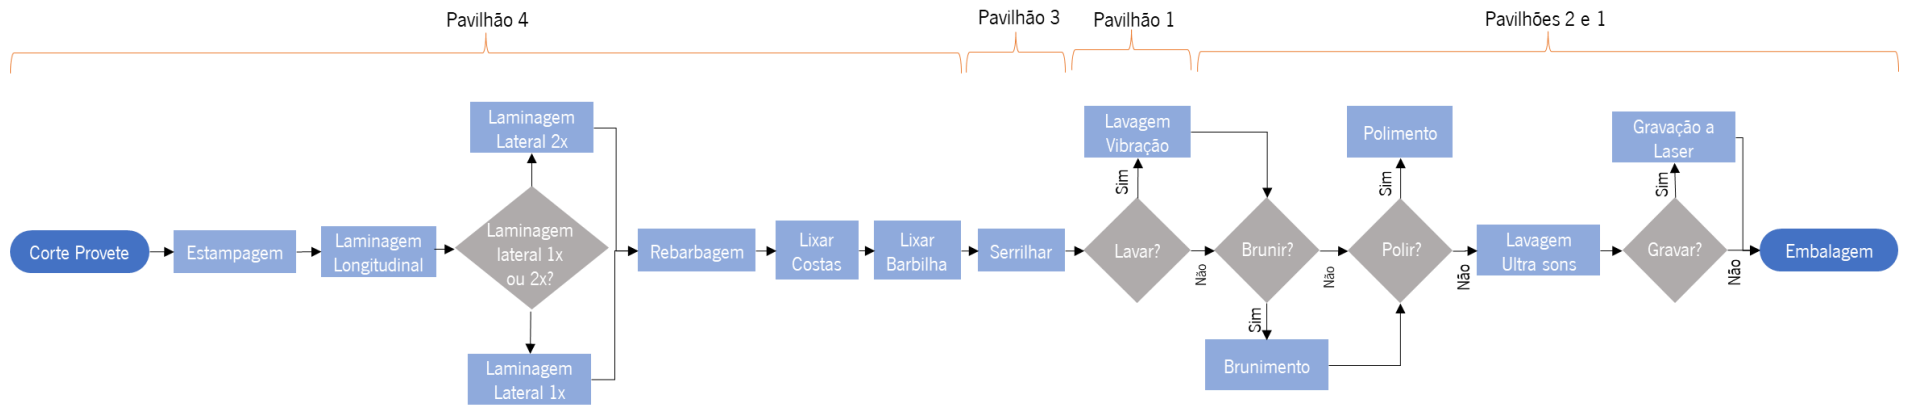 Pavilhão 4
Pavilhão 3
Pavilhão 1
Pavilhões 2 e 1
Corte Provete
Estampagem
Laminagem
Longitudinal
Laminagem
lateral 1x
ou 2x?
Laminagem
Lateral 2x
Laminagem
Lateral 1x
Rebarbagem
Lixar
Costas
Lixar
Barbilha
Serrilhar
Lavar?
Sim
Lavagem
Vibração
Não
Brunir?
Sim
Brunimento
Não
Polir?
Sim
Polimento
Não
Lavagem
Ultra sons
Gravar?
Sim
Gravação a
Laser
Não
Embalagem